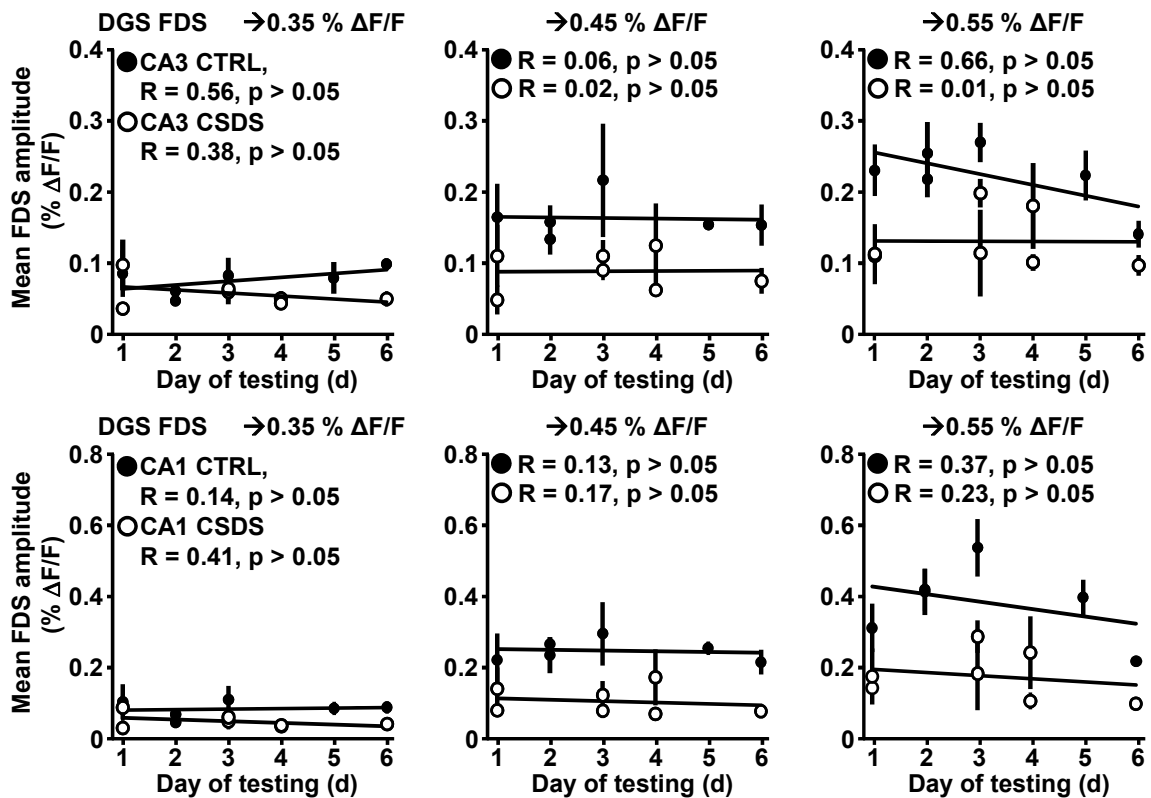 DGS FDS →0.35 % ΔF/F
0.4
0.3
0.2
0.1
0
CA3 CTRL,
R = 0.56, p > 0.05
CA3 CSDS
R = 0.38, p > 0.05
1 2 3 4 5 6
Day of testing (d)
Mean FDS amplitude
(% ΔF/F)
→0.45 % ΔF/F
0.4
0.3
0.2
0.1
0
R = 0.06, p > 0.05
R = 0.02, p > 0.05
1 2 3 4 5 6
Day of testing (d)
→0.55 % ΔF/F
0.4
0.3
0.2
0.1
0
R = 0.66, p > 0.05
R = 0.01, p > 0.05
1 2 3 4 5 6
Day of testing (d)
DGS FDS →0.35 % ΔF/F
0.8
0.6
0.4
0.2
0
CA1 CTRL,
R = 0.14, p > 0.05
CA1 CSDS
R = 0.41, p > 0.05
1 2 3 4 5 6
Day of testing (d)
Mean FDS amplitude
(% ΔF/F)
→0.45 % ΔF/F
0.8
0.6
0.4
0.2
0
R = 0.13, p > 0.05
R = 0.17, p > 0.05
1 2 3 4 5 6
Day of testing (d)
→0.55 % ΔF/F
0.8
0.6
0.4
0.2
0
R = 0.37, p > 0.05
R = 0.23, p > 0.05
1 2 3 4 5 6
Day of testing (d)